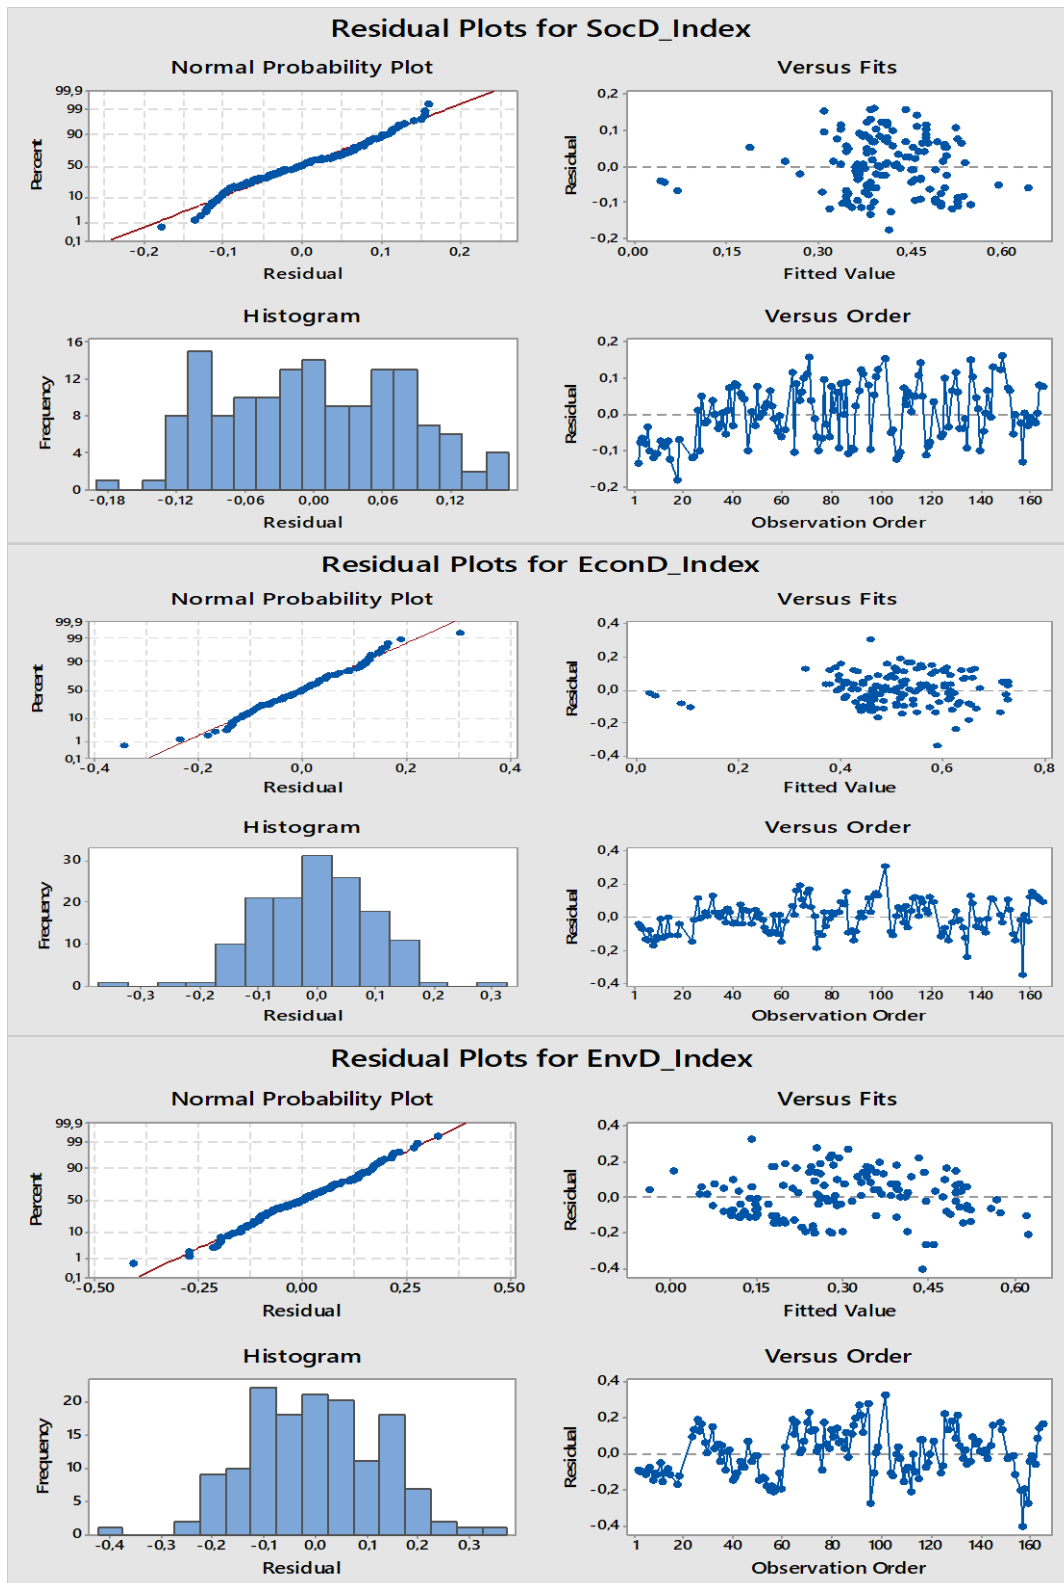 Residual Plots for SocD_Index
Normal Probability Plot
99,9
99
90
50
10
1
0,1
Percent
-0,2 -0,1 0,0 0,1 0,2
Residual
Versus Fits
0,2
0,1
0,0
-0,1
-0,2
Residual
0,00 0,15 0,30 0,45 0,60
Fitted Value
Histogram
16
12
8
4
0
Frequency
-0,18 -0,12 -0,06 0,00 0,06 0,12
Residual
Versus Order
0,2
0,1
0,0
-0,1
-0,2
Residual
1 20 40 60 80 100 120 140 160
Observation Order
Residual Plots for EconD_Index
Normal Probability Plot
99,9
99
90
50
10
1
0,1
Percent
-0,4 -0,2 0,0 0,2 0,4
Residual
Versus Fits
0,4
0,2
0,0
-0,2
-0,4
Residual
0,0 0,2 0,4 0,6 0,8
Fitted Value
Histogram
30
20
10
0
Frequency
-0,3 -0,2 -0,1 0,0 0,1 0,2 0,3
Residual
Versus Order
0,4
0,2
0,0
-0,2
-0,4
Residual
1 20 40 60 80 100 120 140 160
Observation Order
Residual Plots for EnvD_Index
Normal Probability Plot
99,9
99
90
50
10
1
0,1
Percent
-0,50 -0,25 0,00 0,25 0,50
Residual
Versus Fits
0,4
0,2
0,0
-0,2
-0,4
Residual
0,00 0,15 0,30 0,45 0,60
Fitted Value
Histogram
20
15
10
5
0
Frequency
-0,4 -0,3 -0,2 -0,1 0,0 0,1 0,2 0,3
Residual
Versus Order
0,4
0,2
0,0
-0,2
-0,4
Residual
1 20 40 60 80 100 120 140 160
Observation Order